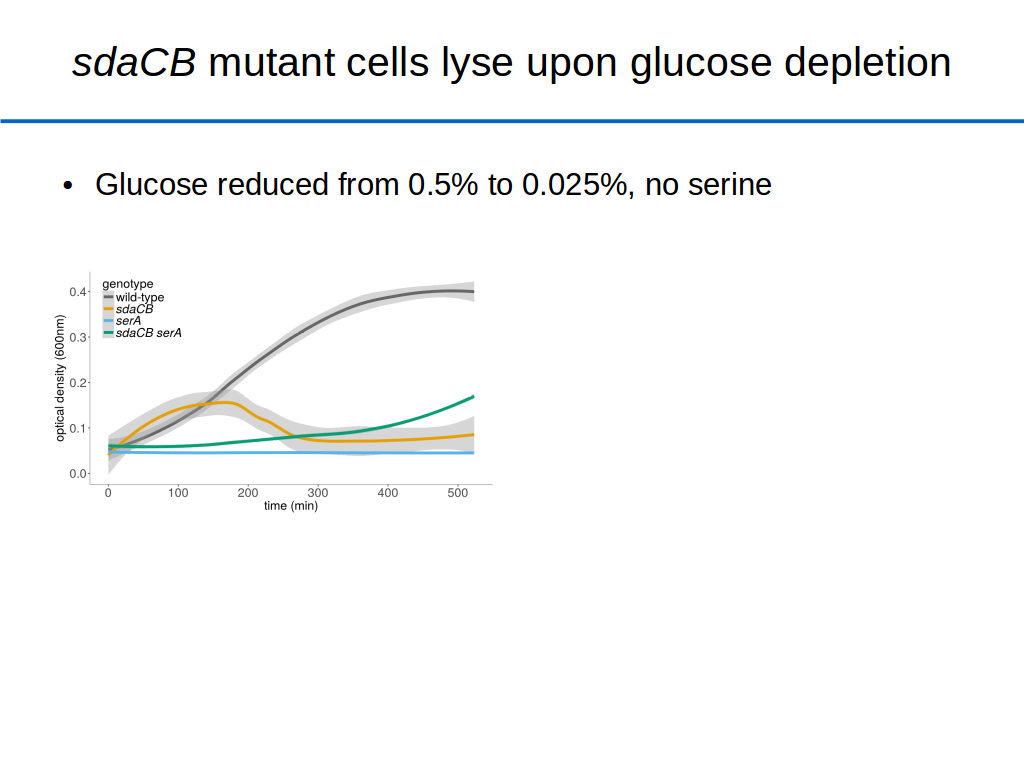 sdaCB mutant cells lyse upon glucose depletion
• Glucose reduced from 0.5% to 0.025%, no serine
genotype
wild-type
sdaCB
serA
sdaCB serA
optical density (600nm)
0.4
0.3
0.2
0.1
0.0
0 100 200 300 400 500
time (min)